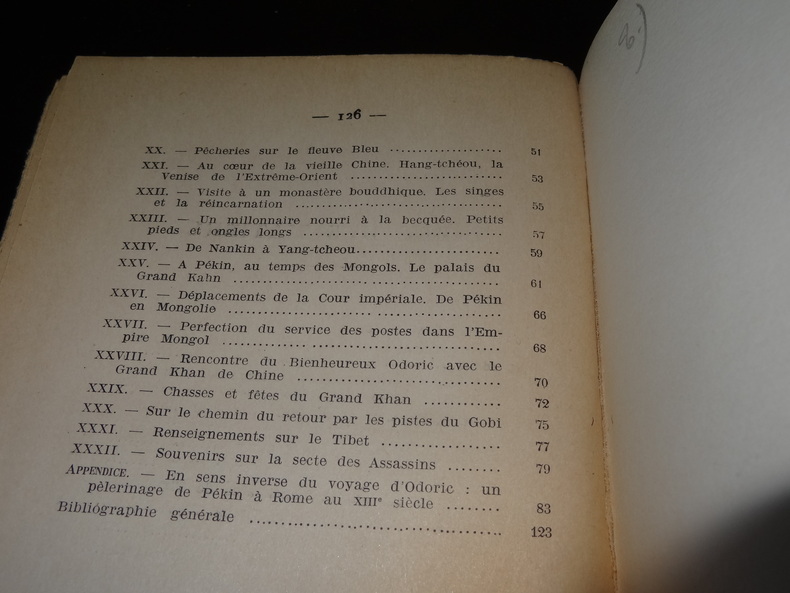 — 126 —
XX. — Pêcheries sur le fleuve Bleu ................... 51
XXI. — Au cœur de la vieille Chine. Hang-tchéou, la
Venise de l'Extrême-Orient .......................... 53
XXII. — Visite à un monastère bouddhique. Les singes
et la réincarnation ................................... 55
XXIII. — Un millionnaire nourri à la becquée. Petits
pieds et ongles longs .................................. 57
XXIV. — De Nankin à Yang-tcheou........................ 59
XXV. — A Pékin, au temps des Mongols. Le palais du
Grand Kahn ............................................ 61
XXVI. — Déplacements de la Cour impériale. De Pékin
en Mongolie ........................................... 66
XXVII. — Perfection du service des postes dans l'Em-
pire Mongol ........................................... 68
XXVIII. — Rencontre du Bienheureux Odoric avec le
Grand Khan de Chine ................................. 70
XXIX. — Chasses et fêtes du Grand Khan ........... 72
XXX. — Sur le chemin du retour par les pistes du Gobi 75
XXXI. — Renseignements sur le Tibet ................. 77
XXXII. — Souvenirs sur la secte des Assassins ........ 79
APPENDICE. — En sens inverse du voyage d'Odoric : un
pèlerinage de Pékin à Rome au XIIIe siècle ........ 83
Bibliographie générale ..................................... 123